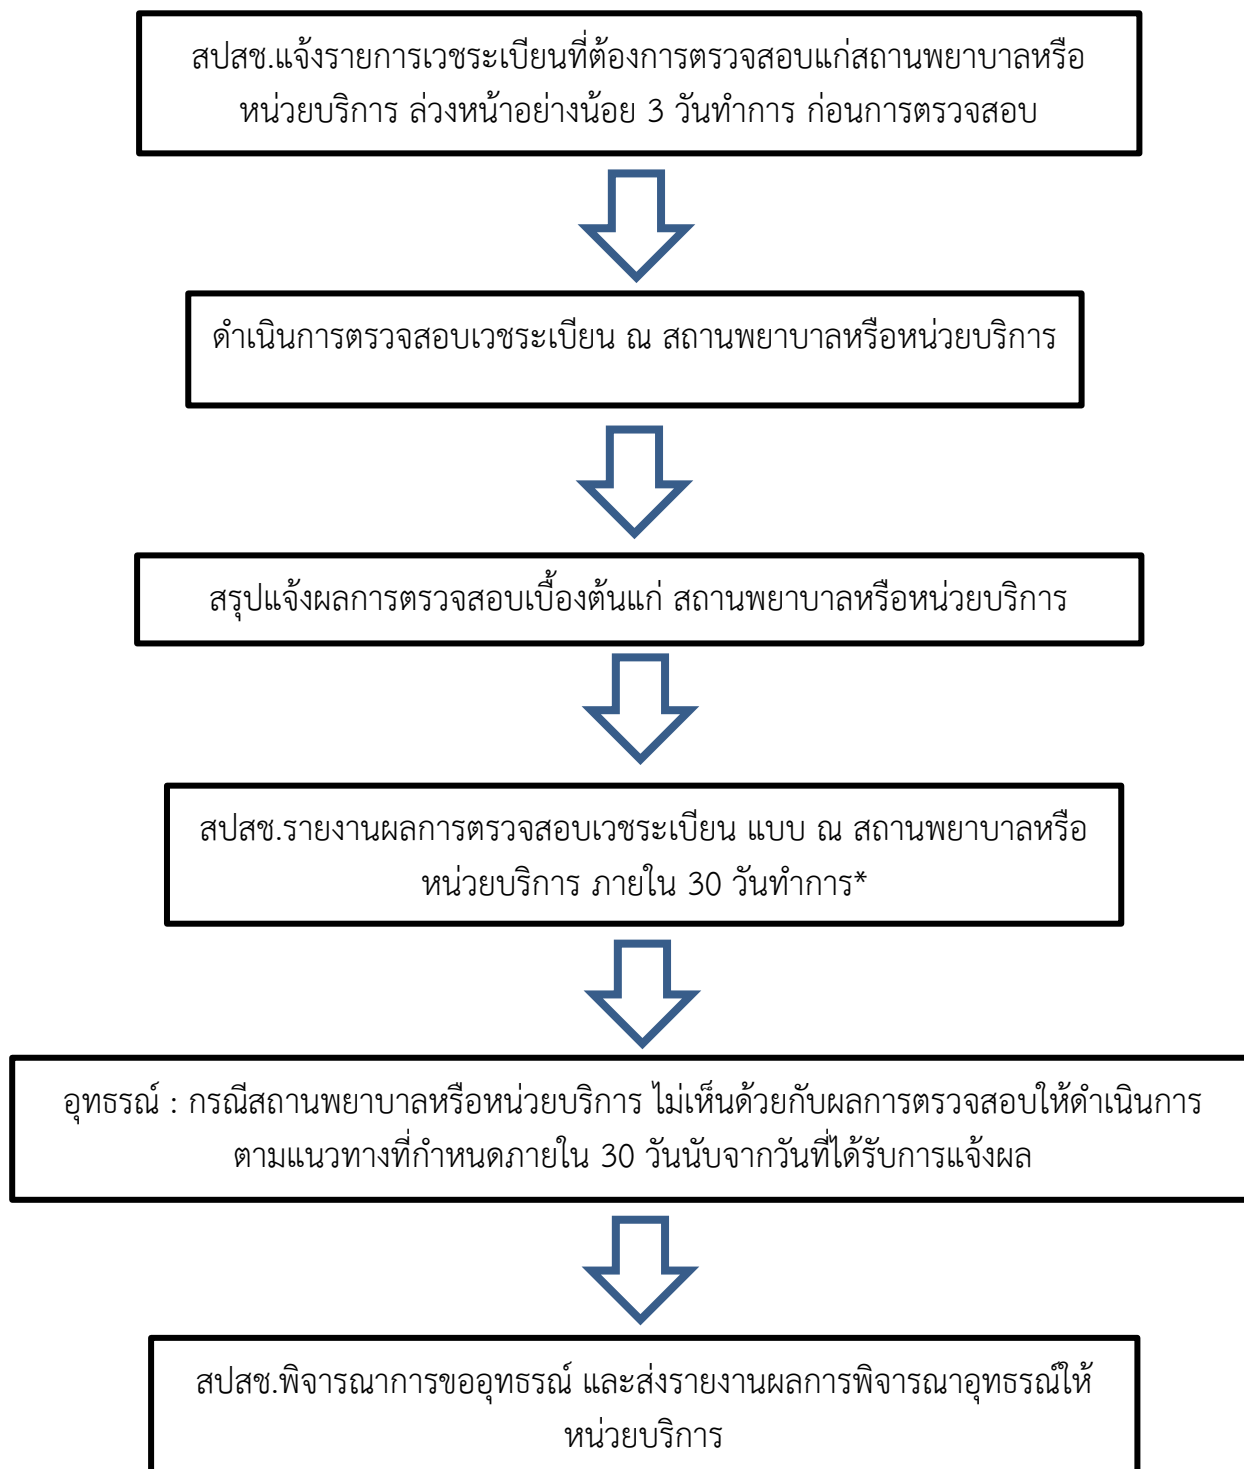 สปสช.แจ้งรายการเวชระเบียนที่ต้องการตรวจสอบแก่สถานพยาบาลหรือ
หน่วยบริการ ล่วงหน้าอย่างน้อย 3 วันทำการ ก่อนการตรวจสอบ
ดำเนินการตรวจสอบเวชระเบียน ณ สถานพยาบาลหรือหน่วยบริการ
สรุปแจ้งผลการตรวจสอบเบื้องต้นแก่ สถานพยาบาลหรือหน่วยบริการ
สปสช.รายงานผลการตรวจสอบเวชระเบียน แบบ ณ สถานพยาบาลหรือ
หน่วยบริการ ภายใน 30 วันทำการ*
อุทธรณ์ : กรณีสถานพยาบาลหรือหน่วยบริการ ไม่เห็นด้วยกับผลการตรวจสอบให้ดำเนินการ
ตามแนวทางที่กำหนดภายใน 30 วันนับจากวันที่ได้รับการแจ้งผล
สปสช.พิจารณาการขออุทธรณ์ และส่งรายงานผลการพิจารณาอุทธรณ์ให้
หน่วยบริการ